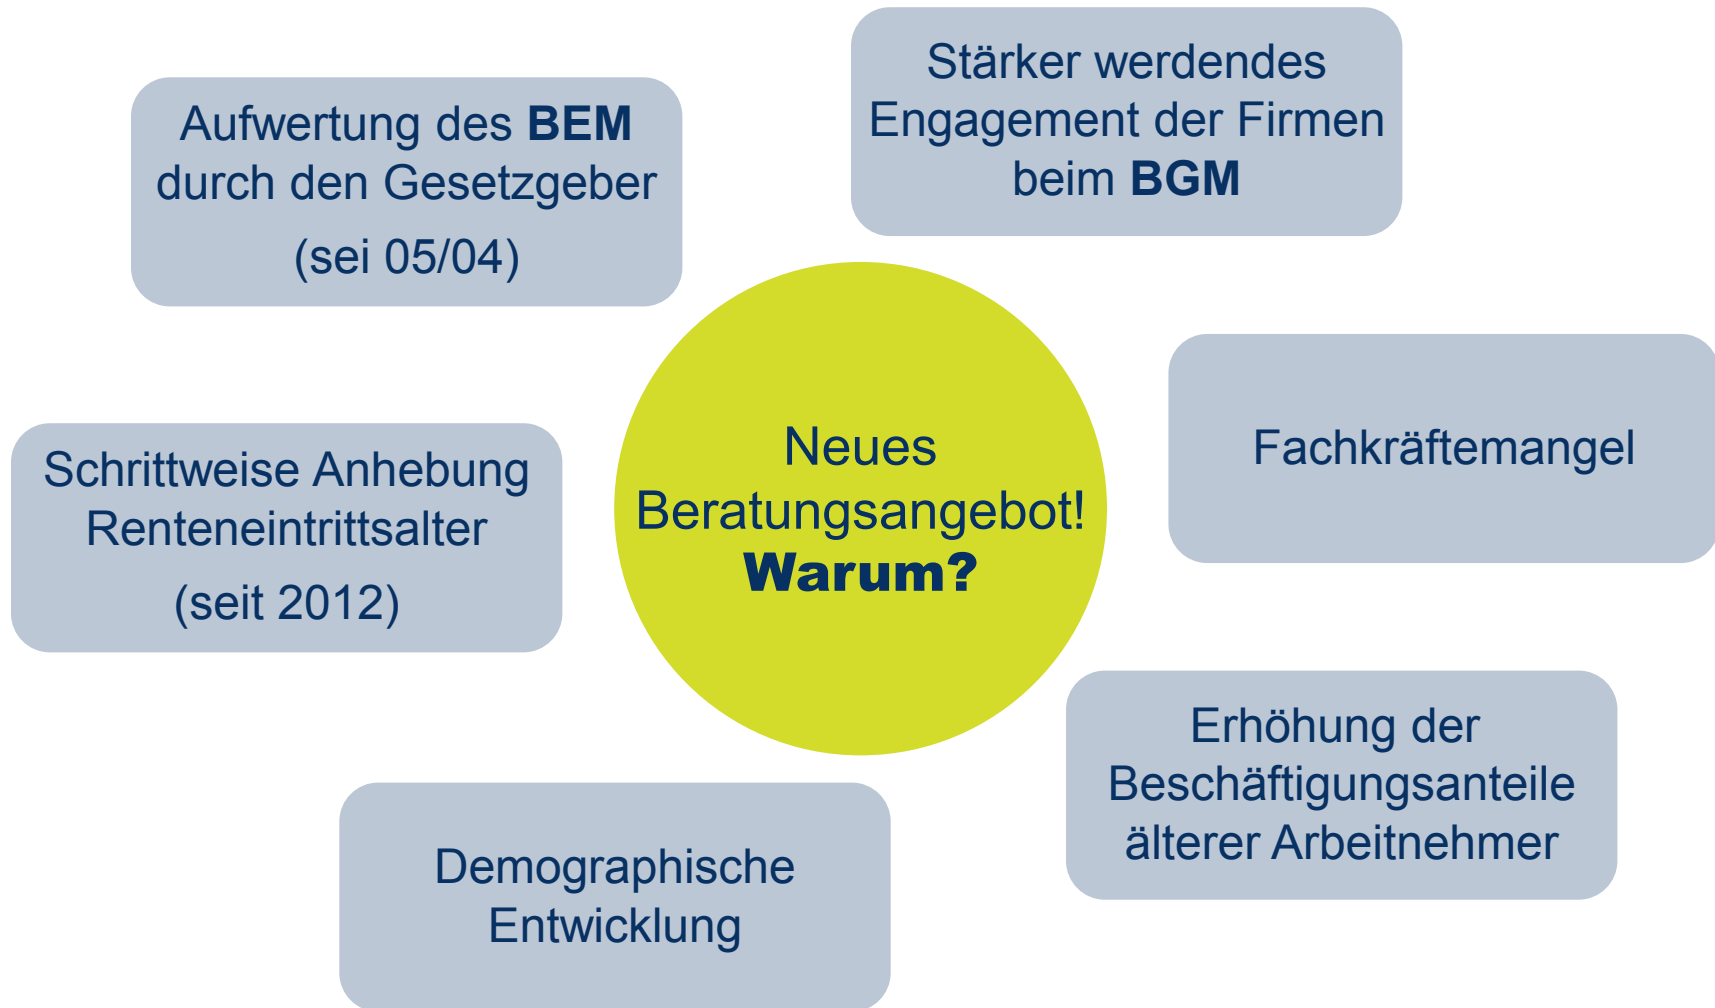 Stärker werdendes
Engagement der Firmen
beim BGM
Aufwertung des BEM
durch den Gesetzgeber
(sei 05/04)
Fachkräftemangel
Schrittweise Anhebung
Renteneintrittsalter
(seit 2012)
Neues
Beratungsangebot!
Warum?
Erhöhung der
Beschäftigungsanteile
älterer Arbeitnehmer
Demographische
Entwicklung